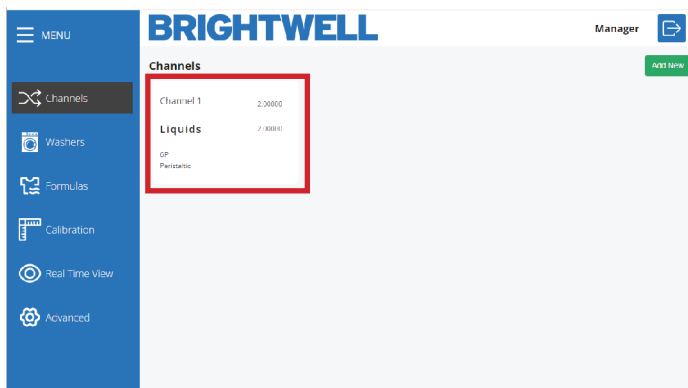 MENU
BRIGHTWELL
Manager
Channels
Add New
Channels
Channel 1 2.00000
Liquids 2.00000
GP
Peristaltic
Washers
Formulas
Calibration
Real Time View
Advanced